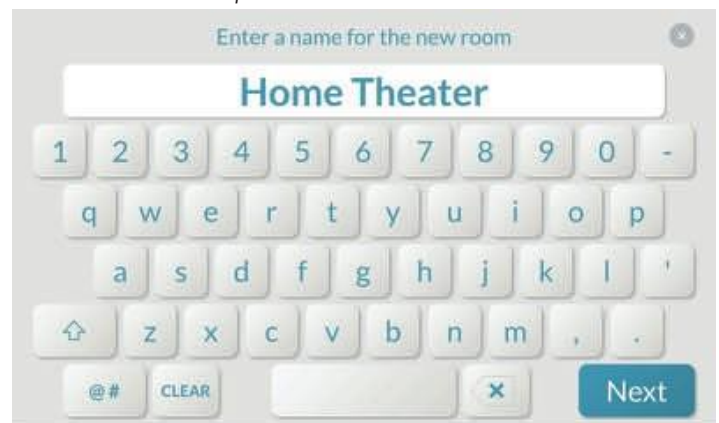 Enter a name for the new room
Home Theater
1 2 3 4 5 6 7 8 9 0 -
q w e r t y u i o p
a s d f g h j k l '
z x c v b n m , .
@# CLEAR Next